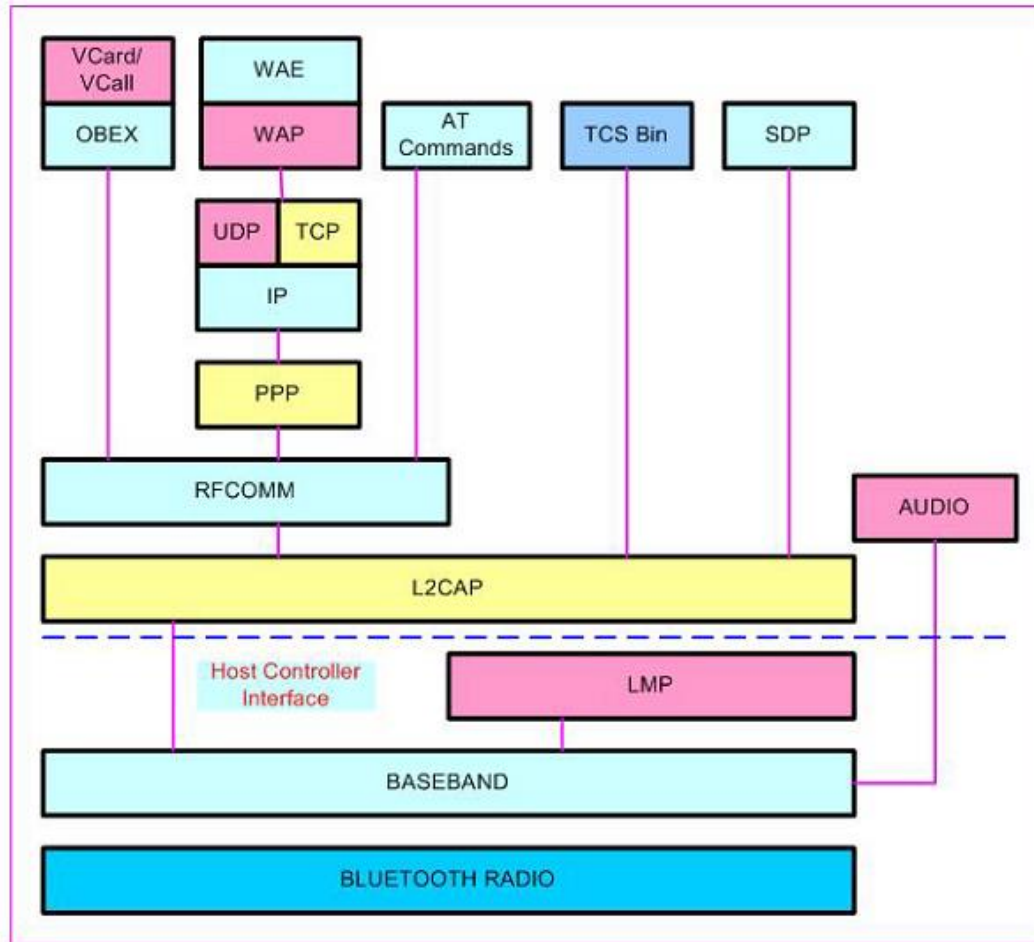 VCard/
VCall
WAE
OBEX
WAP
AT
Commands
TCS Bin
SDP
UDP
TCP
IP
PPP
RFCOMM
AUDIO
L2CAP
Host Controller
Interface
LMP
BASEBAND
BLUETOOTH RADIO